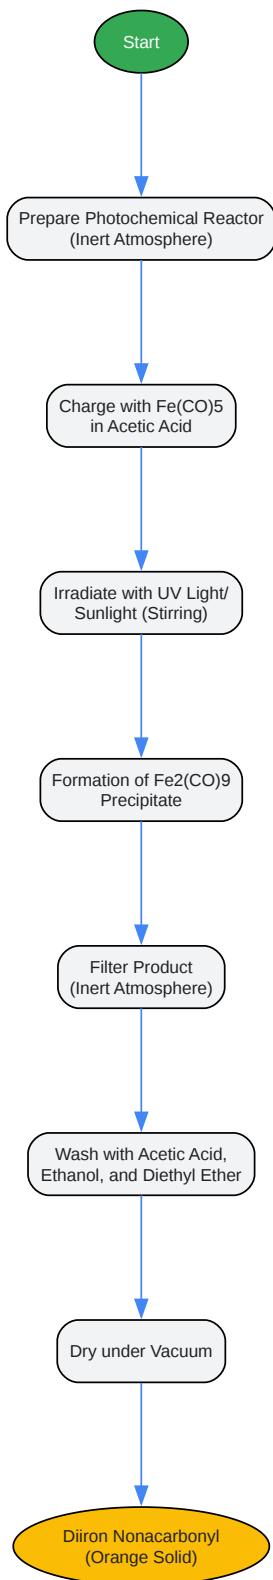 Start
Prepare Photochemical Reactor
(Inert Atmosphere)
Charge with Fe(CO)5
in Acetic Acid
Irradiate with UV Light/
Sunlight (Stirring)
Formation of Fe2(CO)9
Precipitate
Filter Product
(Inert Atmosphere)
Wash with Acetic Acid,
Ethanol, and Diethyl Ether
Dry under Vacuum
Diiron Nonacarbonyl
(Orange Solid)